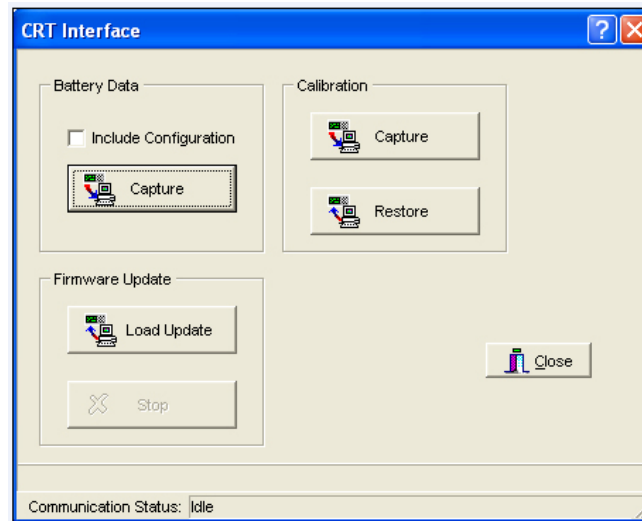 CRT Interface
Battery Data
Include Configuration
Capture
Calibration
Capture
Restore
Firmware Update
Load Update
Stop
Close
Communication Status: Idle